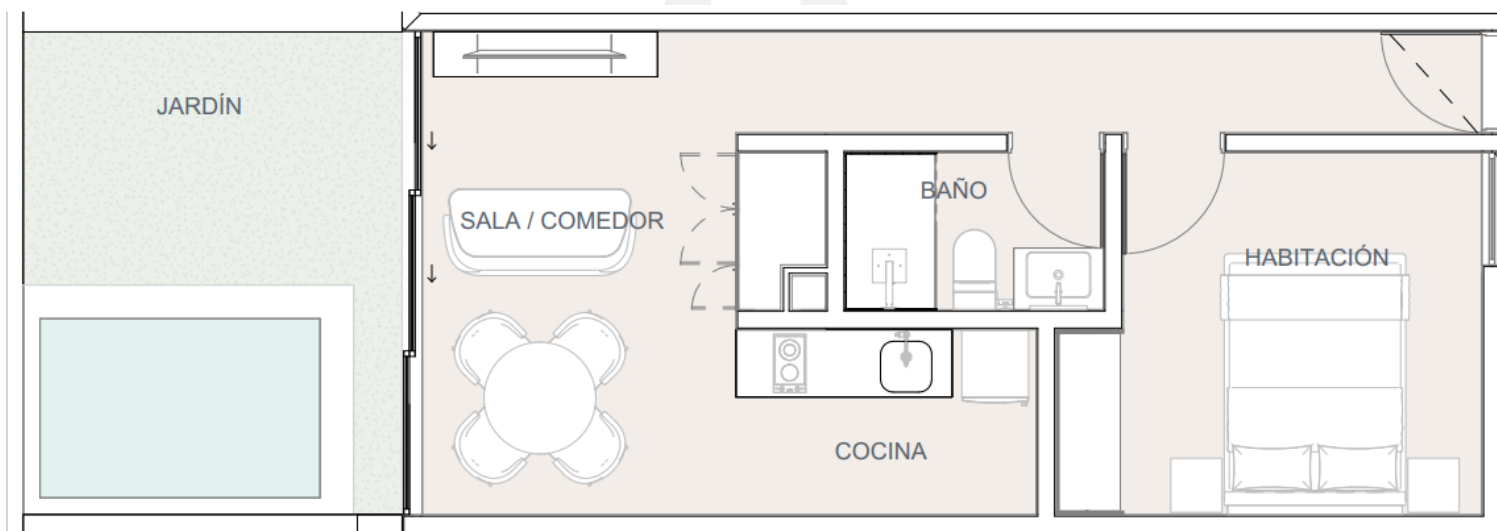 JARDÍN
BAÑO
SALA / COMEDOR
HABITACIÓN
COCINA